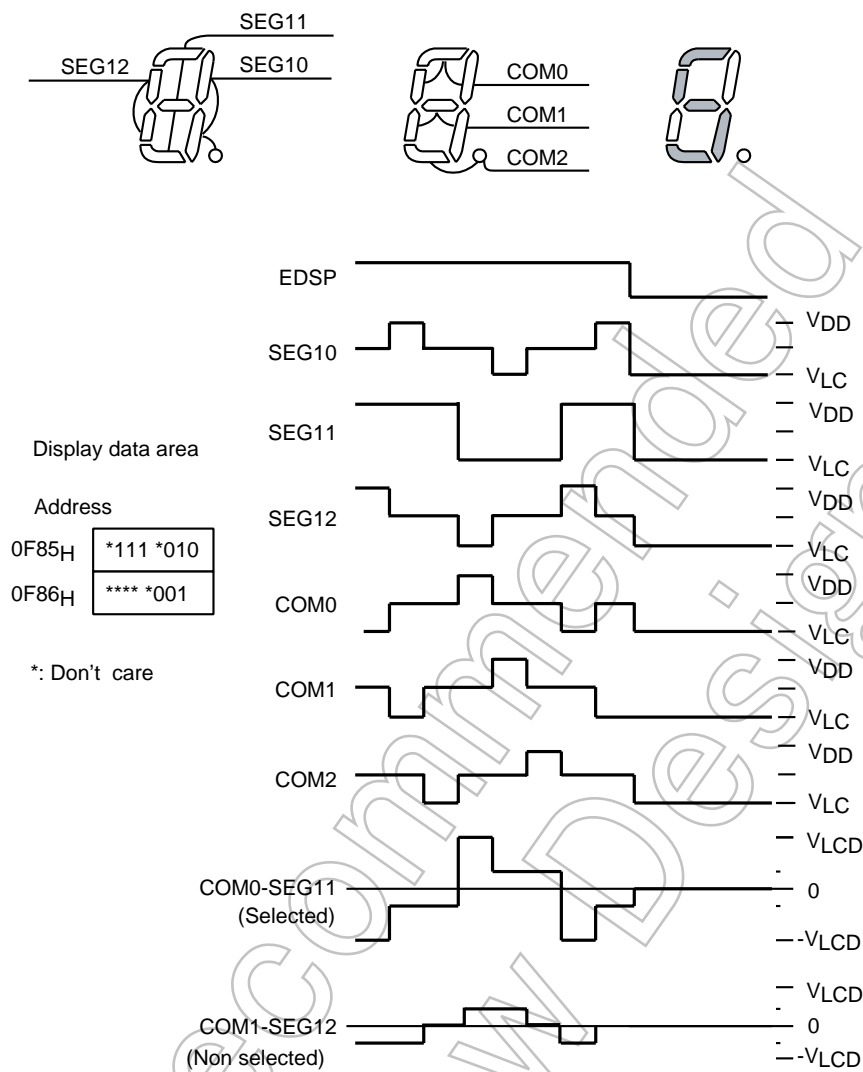 SEG11
SEG12
SEG10
COM0
COM1
COM2
EDSP
SEG10
VDD
VLC
SEG11
VDD
VLC
Display data area
SEG12
VDD
VLC
Address
0F85H *111 *010
0F86H **** *001
COM0
VDD
VLC
*: Don't care
COM1
VDD
VLC
COM2
VDD
VLC
COM0-SEG11
(Selected)
VLCD
0
-VLCD
COM1-SEG12
(Non selected)
VLCD
0
-VLCD
ecommended
w Design